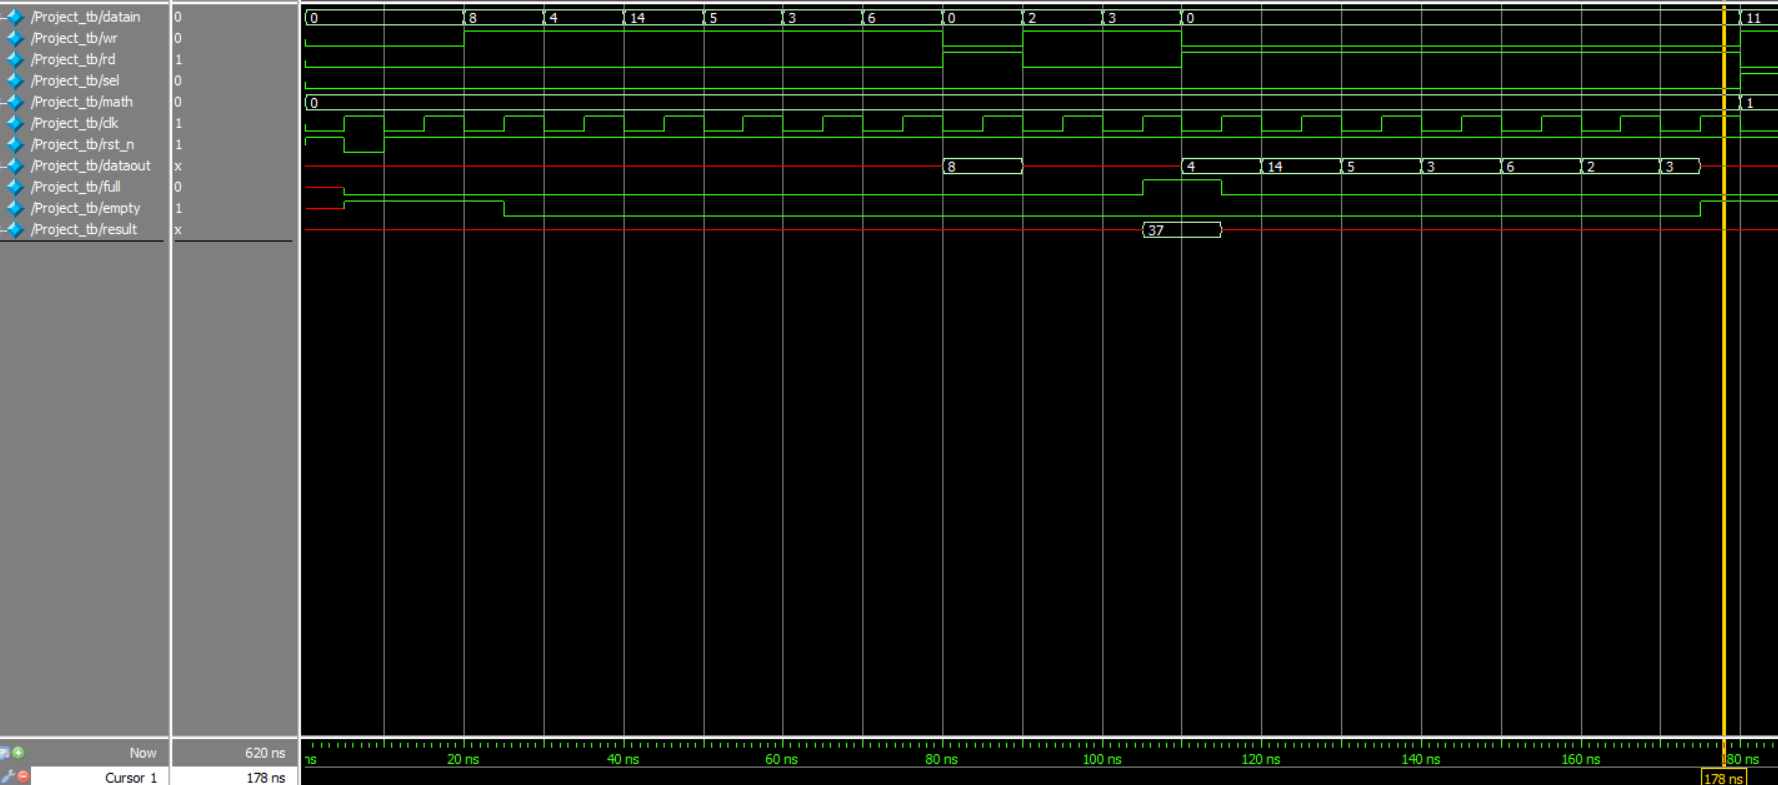 /Project_tb/datain 0 0 8 4 14 5 3 6 0 2 3 0 11
/Project_tb/wr 0
/Project_tb/rd 1
/Project_tb/sel 0
/Project_tb/math 0 0 1
/Project_tb/clk 1
/Project_tb/rst_n 1
/Project_tb/dataout x 8 4 14 5 3 6 2 3
/Project_tb/full 0
/Project_tb/empty 1
/Project_tb/result x 37
Now 620 ns ns 20 ns 40 ns 60 ns 80 ns 100 ns 120 ns 140 ns 160 ns 180 ns
Cursor 1 178 ns 178 ns